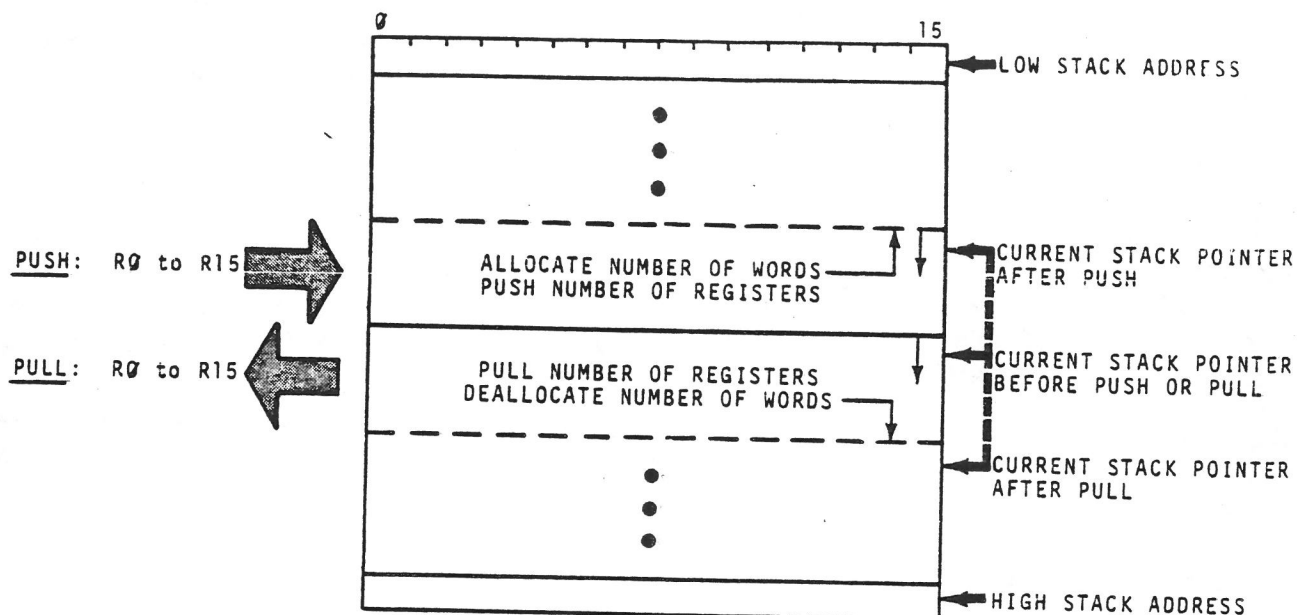 Ø 15
LOW STACK ADDRESS
PUSH: RØ to R15
ALLOCATE NUMBER OF WORDS
PUSH NUMBER OF REGISTERS
CURRENT STACK POINTER
AFTER PUSH
PULL: RØ to R15
PULL NUMBER OF REGISTERS
DEALLOCATE NUMBER OF WORDS
CURRENT STACK POINTER
BEFORE PUSH OR PULL
CURRENT STACK POINTER
AFTER PULL
HIGH STACK ADDRESS